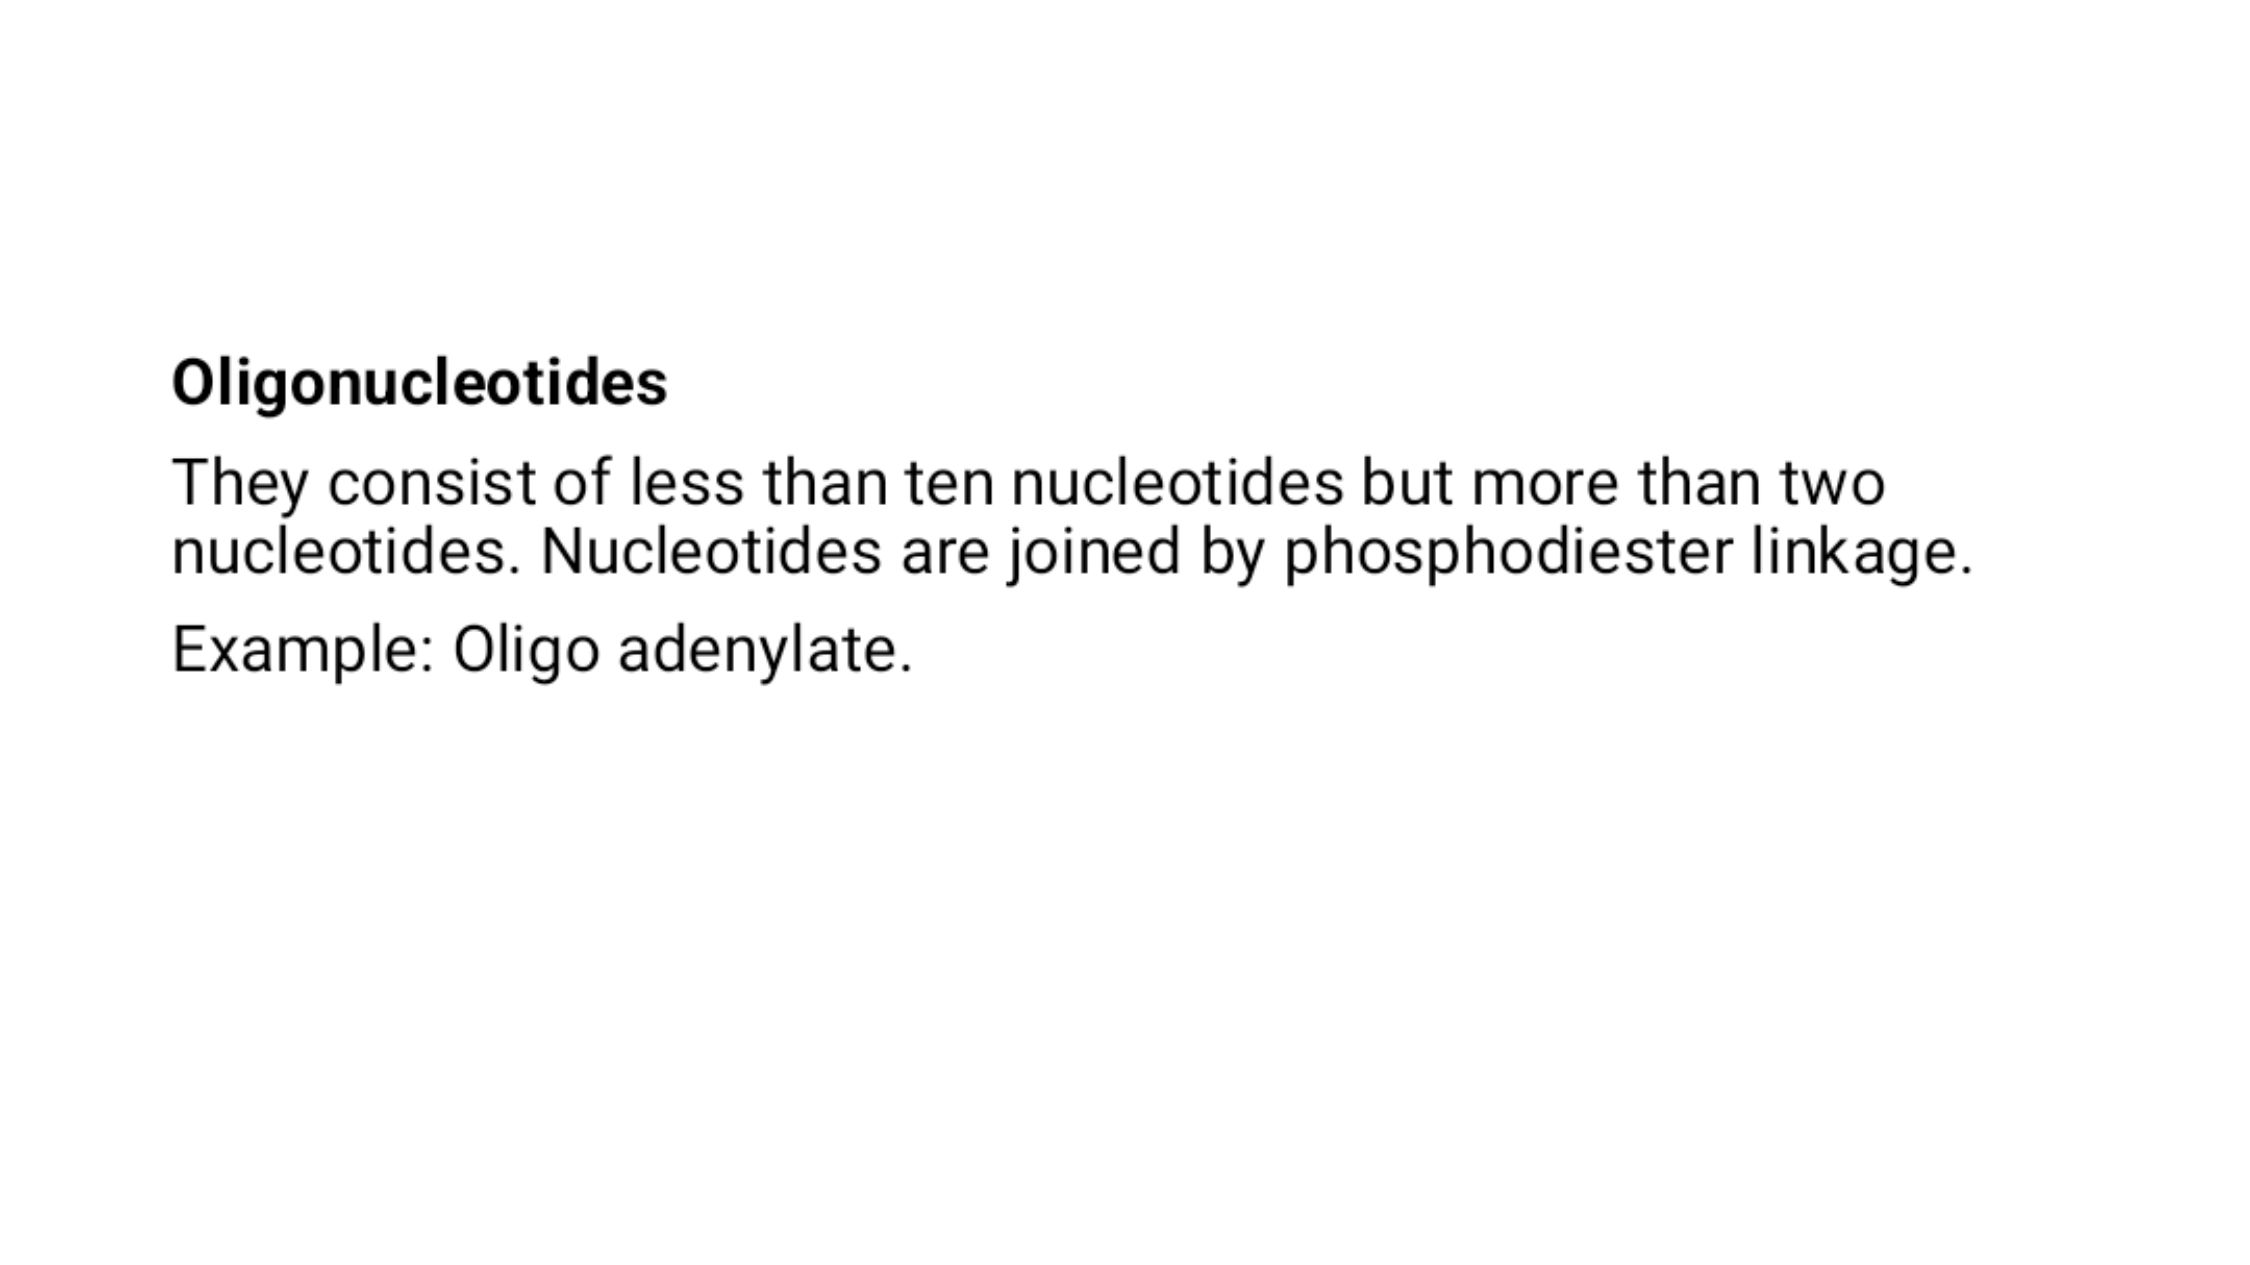 Oligonucleotides
They consist of less than ten nucleotides but more than two
nucleotides. Nucleotides are joined by phosphodiester linkage.
Example: Oligo adenylate.